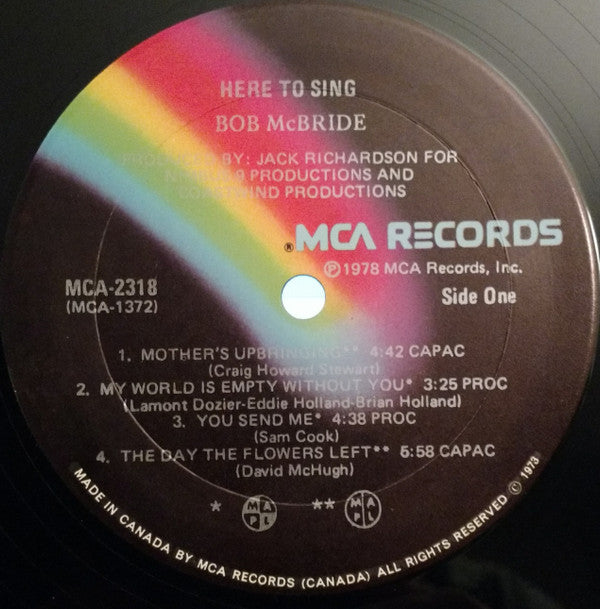 HERE TO SING
BOB McBRIDE
PRODUCED BY: JACK RICHARDSON FOR
9 PRODUCTIONS AND
PRODUCTIONS
®MCA RECORDS
℗1978 MCA Records, Inc.
MCA-2318
(MCA-1372)
Side One
1. MOTHER'S UPBRINGING** 4:42 CAPAC
(Craig Howard Stewart)
2. MY WORLD IS EMPTY WITHOUT YOU* 3:25 PROC
(Lamont Dozier-Eddie Holland-Brian Holland)
3. YOU SEND ME* 4:38 PROC
(Sam Cook)
4. THE DAY THE FLOWERS LEFT** 5:58 CAPAC
(David McHugh)
* MAPL ** MAPL
MADE IN CANADA BY MCA RECORDS (CANADA) ALL RIGHTS RESERVED © 1973